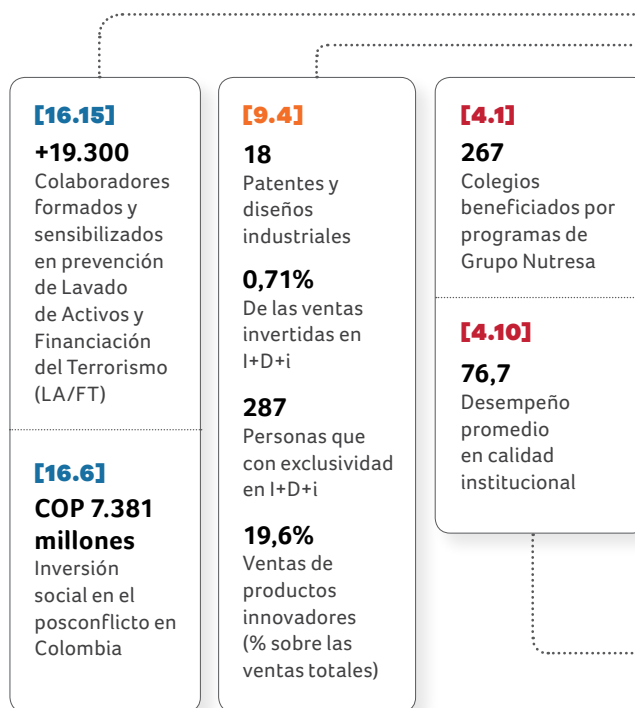 [16.15]
+19.300
Colaboradores
formados y
sensibilizados
en prevención
de Lavado
de Activos y
Financiación
del Terrorismo
(LA/FT)
[16.6]
COP 7.381
millones
Inversión
social en el
posconflicto en
Colombia
[9.4]
18
Patentes y
diseños
industriales
0,71%
De las ventas
invertidas en
I+D+i
287
Personas que
con exclusividad
en I+D+i
19,6%
Ventas de
productos
innovadores
(% sobre las
ventas totales)
[4.1]
267
Colegios
beneficiados por
programas de
Grupo Nutresa
[4.10]
76,7
Desempeño
promedio
en calidad
institucional